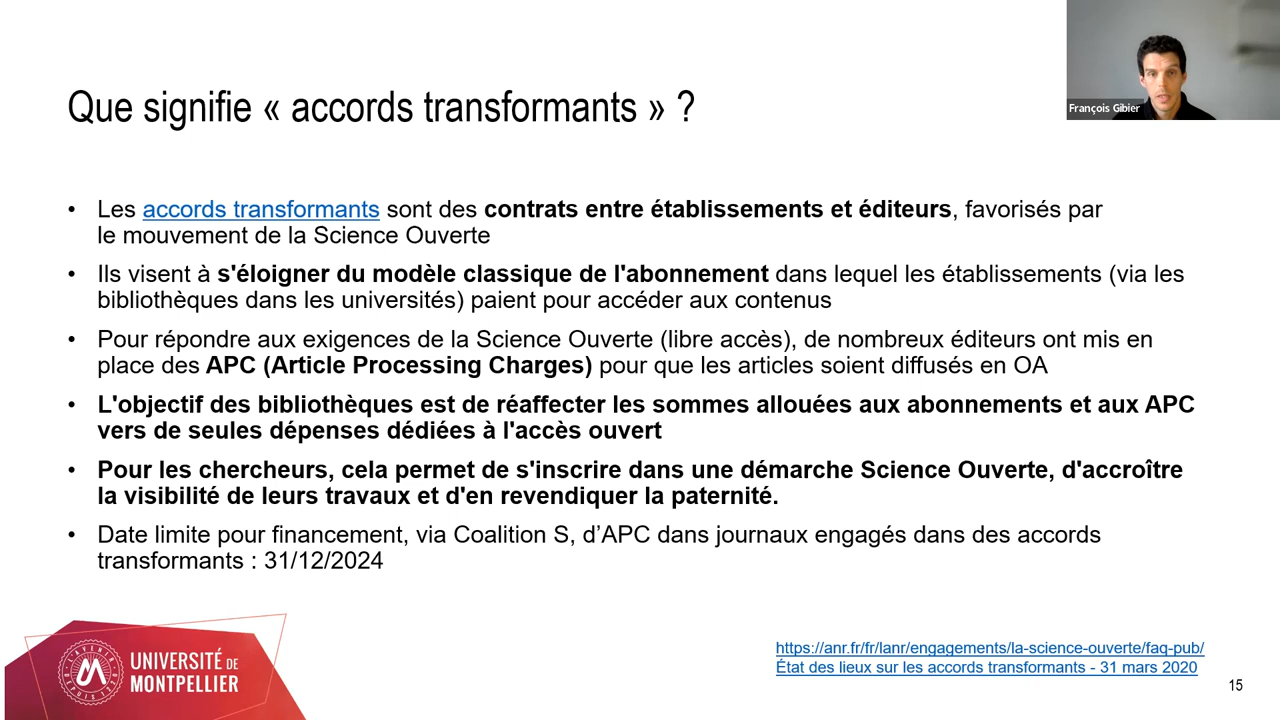 François Gibier
Que signifie « accords transformants » ?
• Les accords transformants sont des contrats entre établissements et éditeurs, favorisés par
le mouvement de la Science Ouverte
• Ils visent à s'éloigner du modèle classique de l'abonnement dans lequel les établissements (via les
bibliothèques dans les universités) paient pour accéder aux contenus
• Pour répondre aux exigences de la Science Ouverte (libre accès), de nombreux éditeurs ont mis en
place des APC (Article Processing Charges) pour que les articles soient diffusés en OA
• L'objectif des bibliothèques est de réaffecter les sommes allouées aux abonnements et aux APC
vers de seules dépenses dédiées à l'accès ouvert
• Pour les chercheurs, cela permet de s'inscrire dans une démarche Science Ouverte, d'accroître
la visibilité de leurs travaux et d'en revendiquer la paternité.
• Date limite pour financement, via Coalition S, d’APC dans journaux engagés dans des accords
transformants : 31/12/2024
UNIVERSITÉ DE
MONTPELLIER
https://anr.fr/fr/lanr/engagements/la-science-ouverte/faq-pub/
État des lieux sur les accords transformants - 31 mars 2020
15